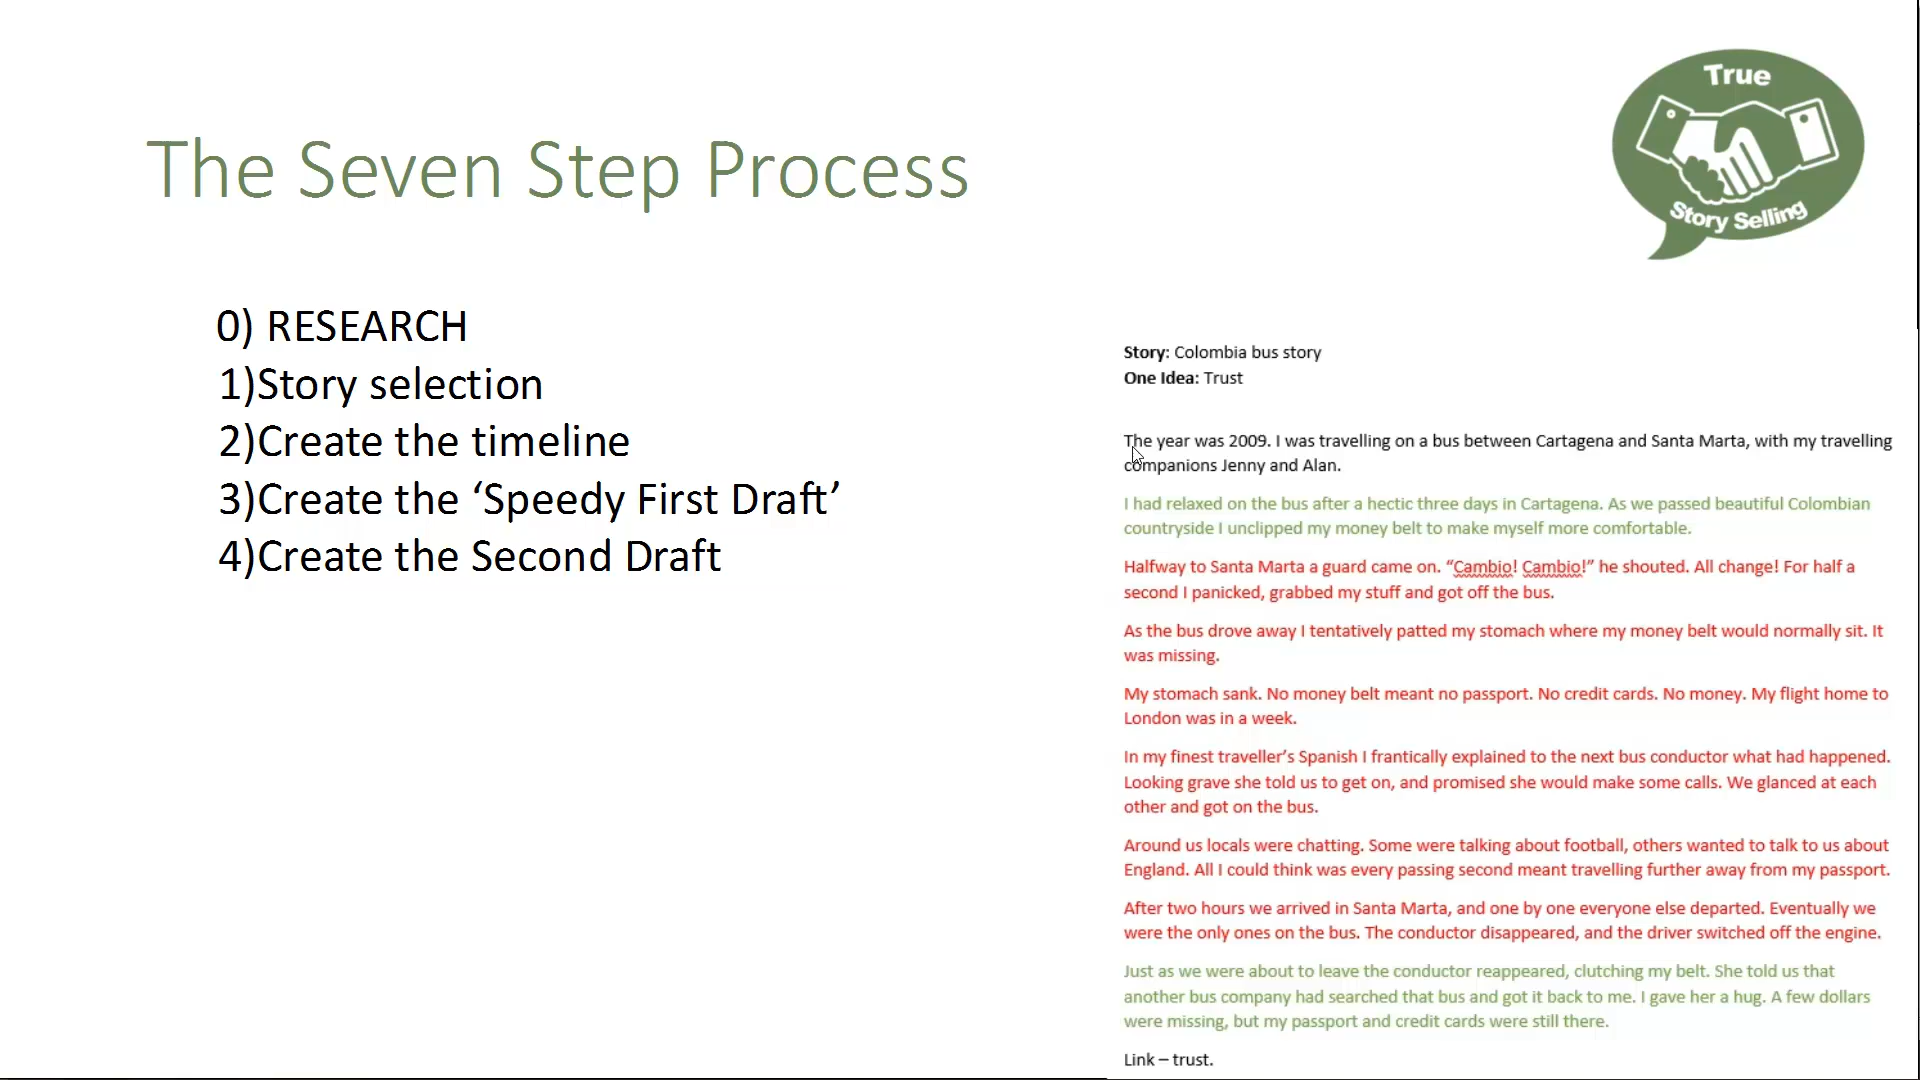 True
Story Selling
The Seven Step Process
0) RESEARCH
1)Story selection
2)Create the timeline
3)Create the ‘Speedy First Draft’
4)Create the Second Draft
Story: Colombia bus story
One Idea: Trust
The year was 2009. I was travelling on a bus between Cartagena and Santa Marta, with my travelling
companions Jenny and Alan.
I had relaxed on the bus after a hectic three days in Cartagena. As we passed beautiful Colombian
countryside I unclipped my money belt to make myself more comfortable.
Halfway to Santa Marta a guard came on. “Cambio! Cambio!” he shouted. All change! For half a
second I panicked, grabbed my stuff and got off the bus.
As the bus drove away I tentatively patted my stomach where my money belt would normally sit. It
was missing.
My stomach sank. No money belt meant no passport. No credit cards. No money. My flight home to
London was in a week.
In my finest traveller’s Spanish I frantically explained to the next bus conductor what had happened.
Looking grave she told us to get on, and promised she would make some calls. We glanced at each
other and got on the bus.
Around us locals were chatting. Some were talking about football, others wanted to talk to us about
England. All I could think was every passing second meant travelling further away from my passport.
After two hours we arrived in Santa Marta, and one by one everyone else departed. Eventually we
were the only ones on the bus. The conductor disappeared, and the driver switched off the engine.
Just as we were about to leave the conductor reappeared, clutching my belt. She told us that
another bus company had searched that bus and got it back to me. I gave her a hug. A few dollars
were missing, but my passport and credit cards were still there.
Link – trust.